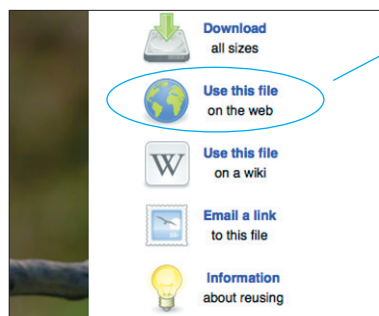 Download
all sizes
Use this file
on the web
W
Use this file
on a wiki
Email a link
to this file
Information
about reusing